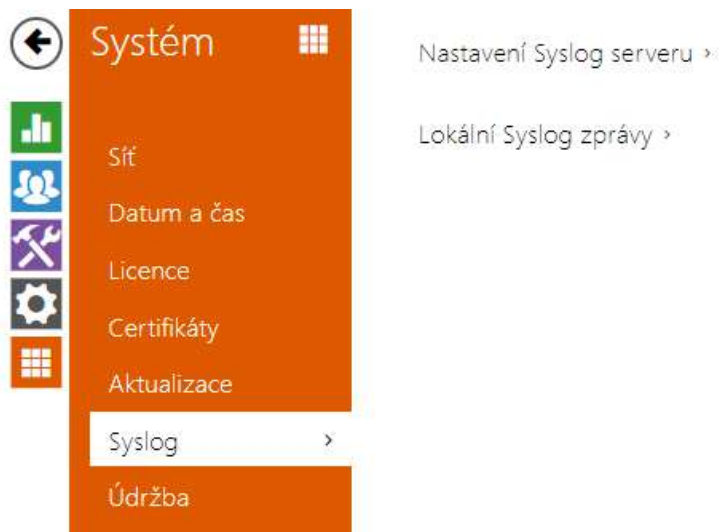 Systém
Síť
Datum a čas
Licence
Certifikáty
Aktualizace
Syslog ›
Údržba
Nastavení Syslog serveru ›
Lokální Syslog zprávy ›